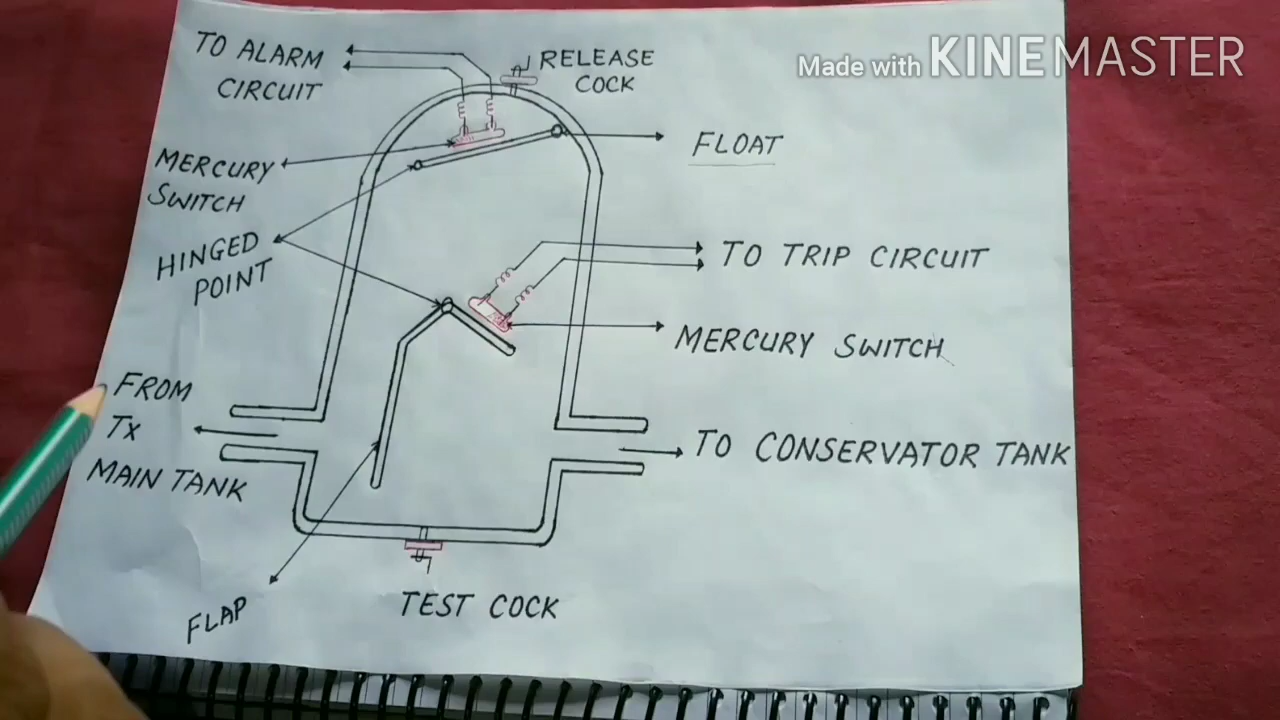 Made with KINEMASTER
TO ALARM
CIRCUIT
RELEASE
COCK
FLOAT
MERCURY
SWITCH
HINGED
POINT
TO TRIP CIRCUIT
MERCURY SWITCH
FROM
Tx
MAIN TANK
TO CONSERVATOR TANK
FLAP
TEST COCK